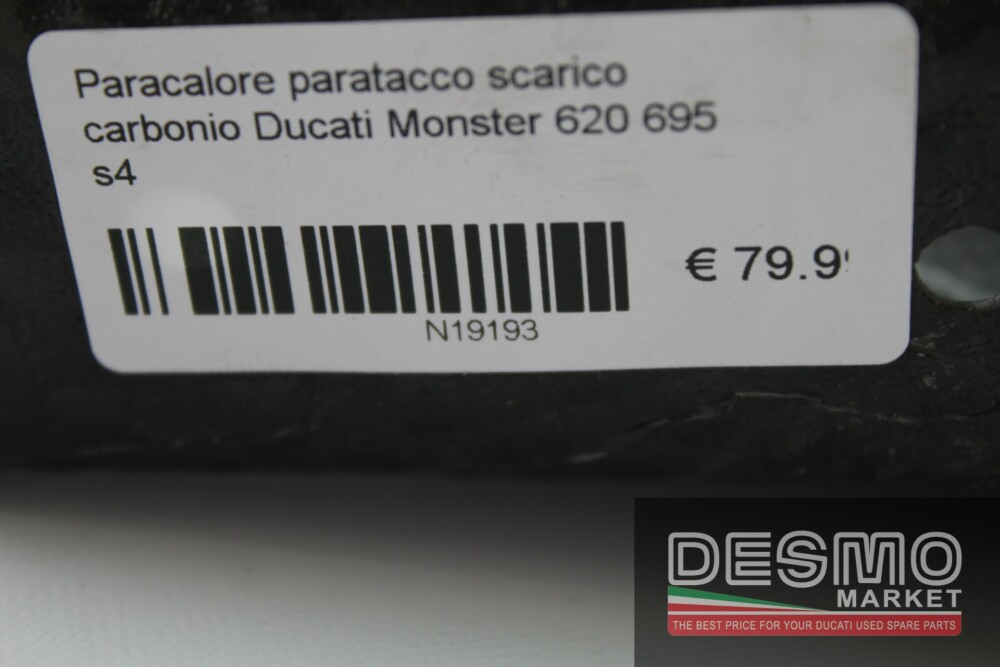 Paracalore paratacco scarico
carbonio Ducati Monster 620 695
s4
€ 79.9
N19193
DESMO
MARKET
THE BEST PRICE FOR YOUR DUCATI USED SPARE PARTS